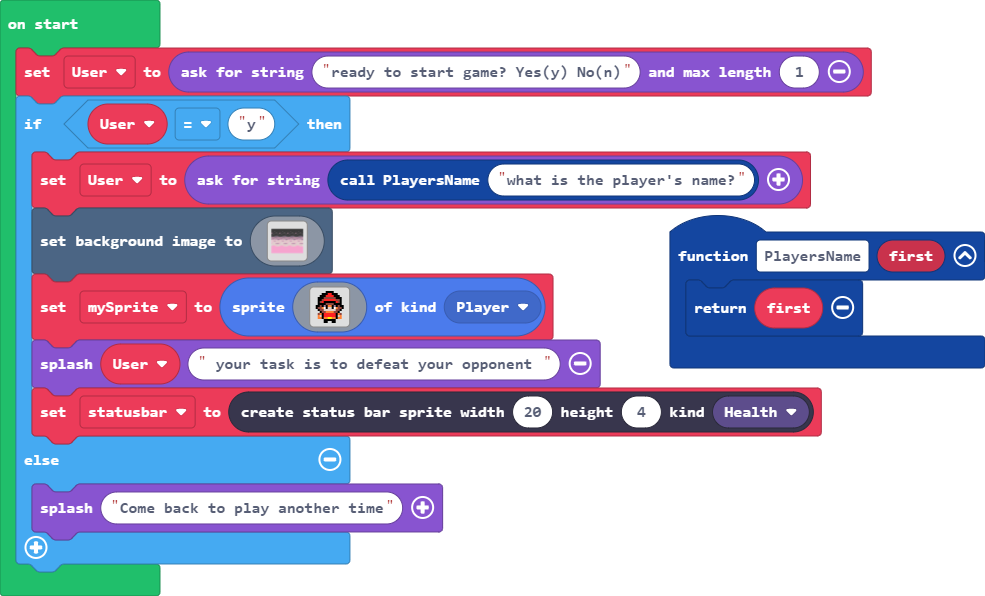 on start
set User to ask for string "ready to start game? Yes(y) No(n)" and max length 1
if User = "y" then
set User to ask for string call PlayersName "what is the player's name?"
set background image to
function PlayersName first
set mySprite to sprite of kind Player
return first
splash User " your task is to defeat your opponent "
set statusbar to create status bar sprite width 20 height 4 kind Health
else
splash "Come back to play another time"